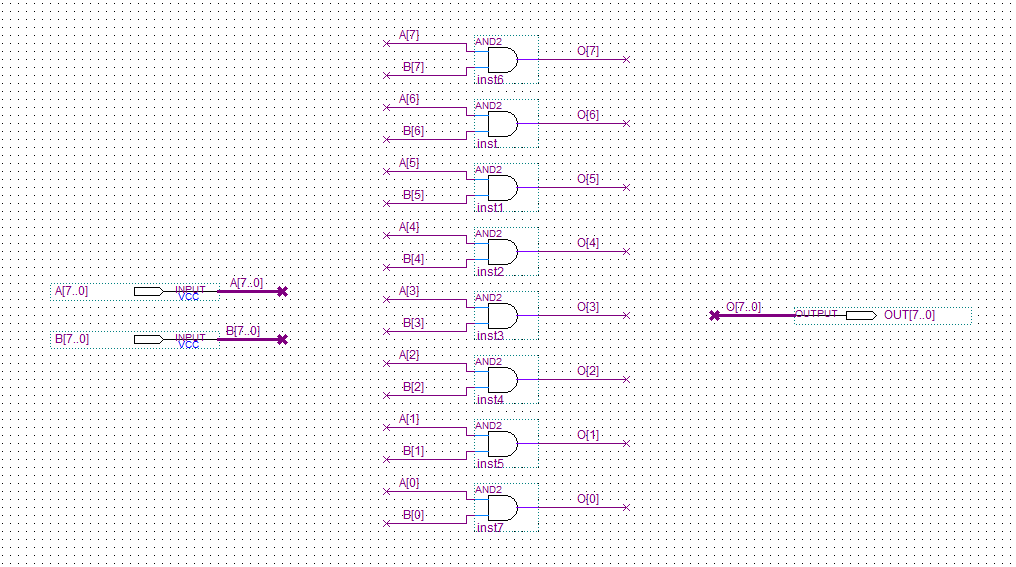 A[7]
AND2
B[7]
O[7]
inst6
A[6]
AND2
B[6]
O[6]
inst
A[5]
AND2
B[5]
O[5]
inst1
A[4]
AND2
B[4]
O[4]
inst2
A[7..0]
INPUT
VCC
A[7..0]
A[3]
AND2
B[3]
O[3]
inst3
B[7..0]
INPUT
VCC
B[7..0]
O[7..0]
OUTPUT
OUT[7..0]
A[2]
AND2
B[2]
O[2]
inst4
A[1]
AND2
B[1]
O[1]
inst5
A[0]
AND2
B[0]
O[0]
inst7